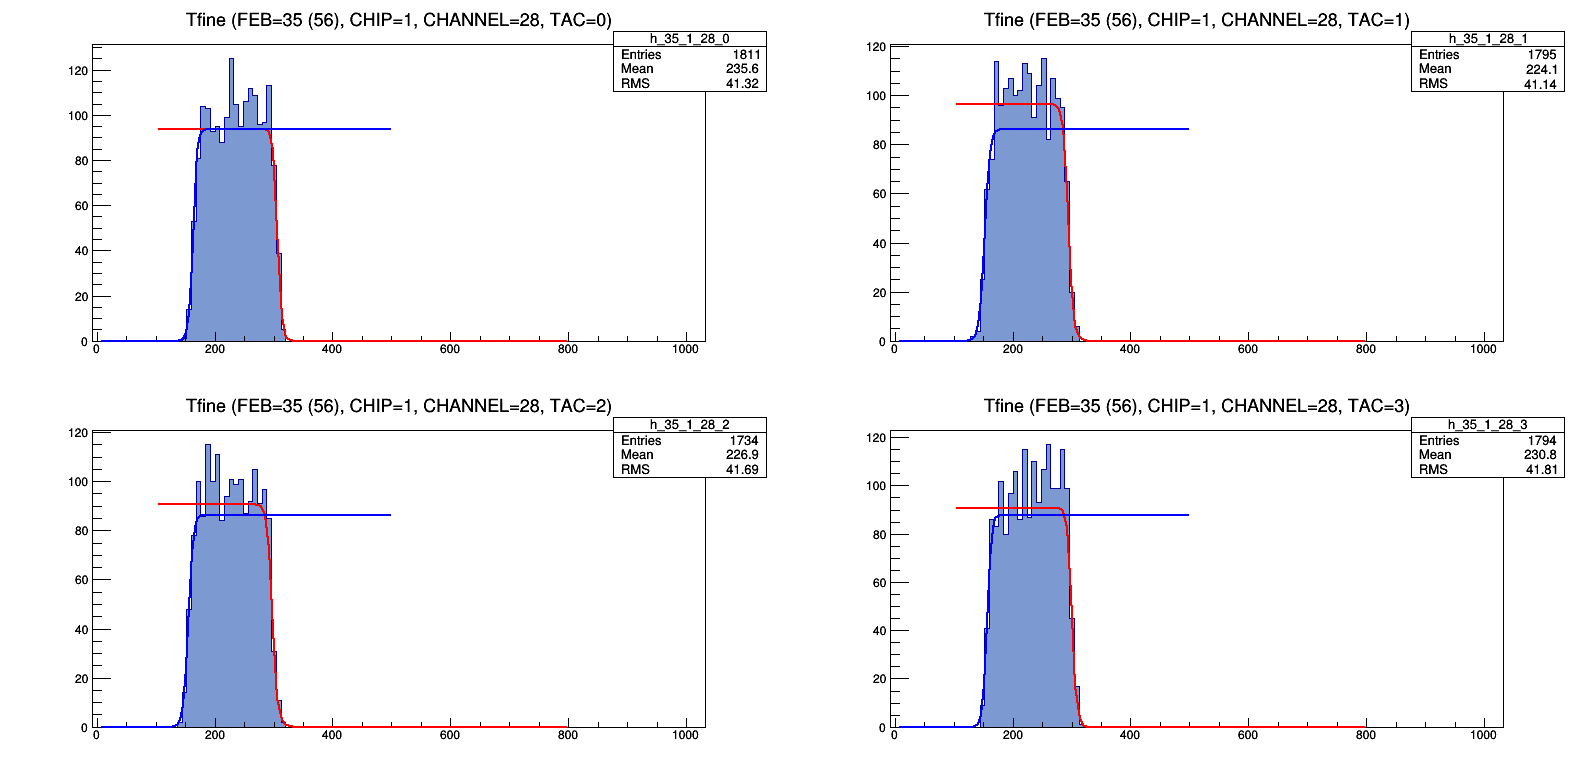 Tfine (FEB=35 (56), CHIP=1, CHANNEL=28, TAC=0)
h_35_1_28_0
Entries 1811
Mean 235.6
RMS 41.32
120
100
80
60
40
20
0
0 200 400 600 800 1000
Tfine (FEB=35 (56), CHIP=1, CHANNEL=28, TAC=1)
h_35_1_28_1
Entries 1795
Mean 224.1
RMS 41.14
120
100
80
60
40
20
0
0 200 400 600 800 1000
Tfine (FEB=35 (56), CHIP=1, CHANNEL=28, TAC=2)
h_35_1_28_2
Entries 1734
Mean 226.9
RMS 41.69
120
100
80
60
40
20
0
0 200 400 600 800 1000
Tfine (FEB=35 (56), CHIP=1, CHANNEL=28, TAC=3)
h_35_1_28_3
Entries 1794
Mean 230.8
RMS 41.81
120
100
80
60
40
20
0
0 200 400 600 800 1000